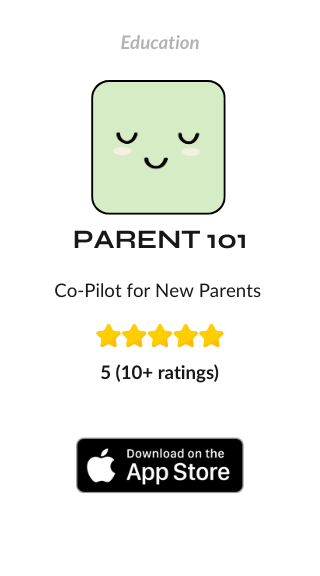 Education
PARENT 101
Co-Pilot for New Parents
5 (10+ ratings)
Download on the
App Store